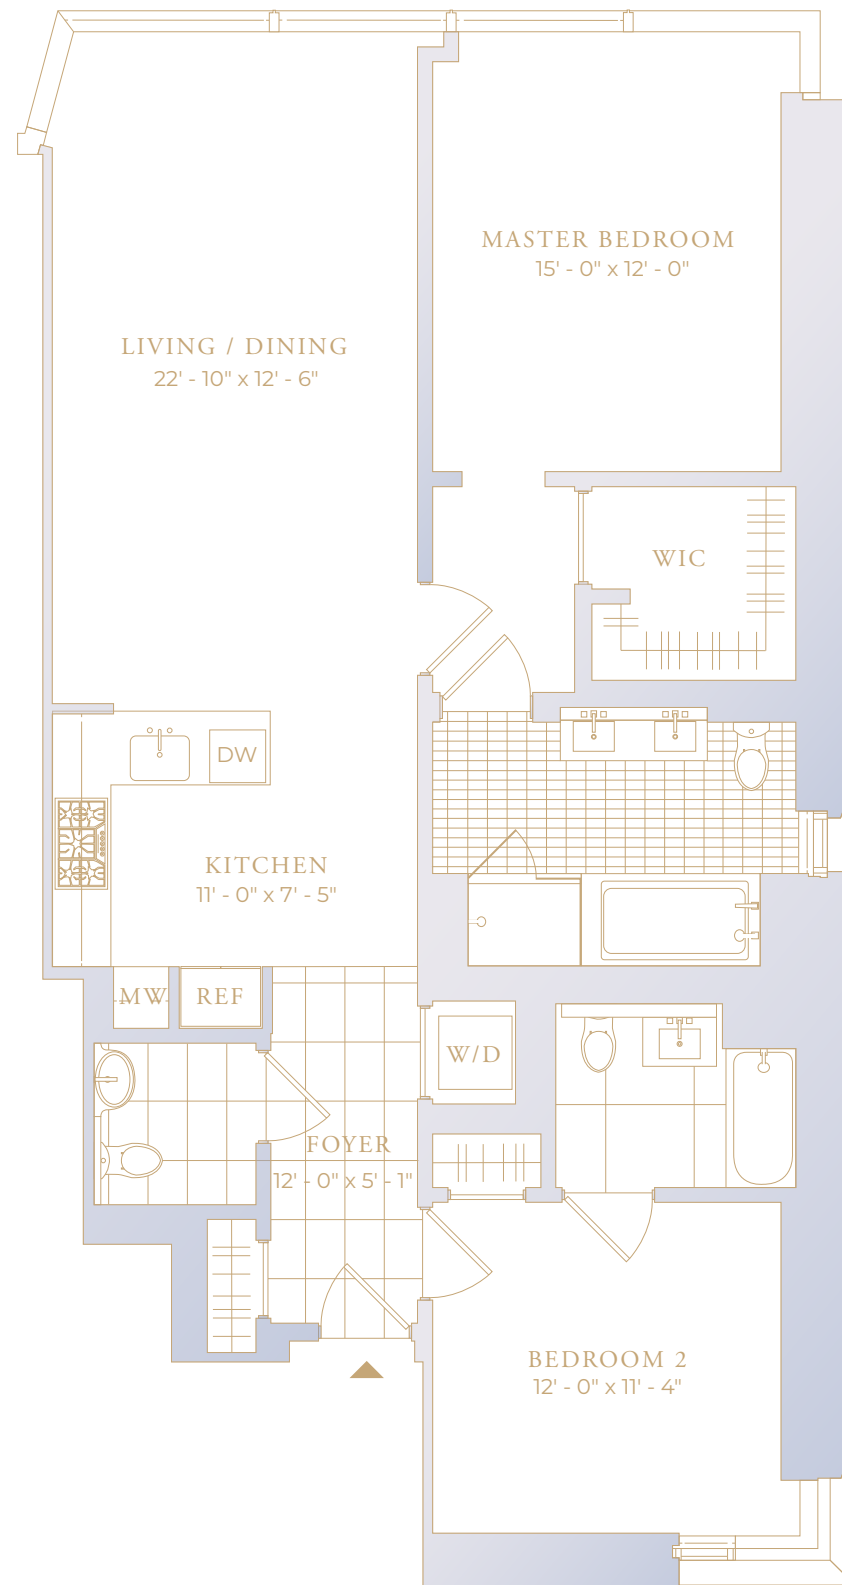 MASTER BEDROOM
15' - 0" x 12' - 0"
LIVING / DINING
22' - 10" x 12' - 6"
WIC
DW
KITCHEN
11' - 0" x 7' - 5"
MW
REF
W/D
FOYER
12' - 0" x 5' - 1"
BEDROOM 2
12' - 0" x 11' - 4"